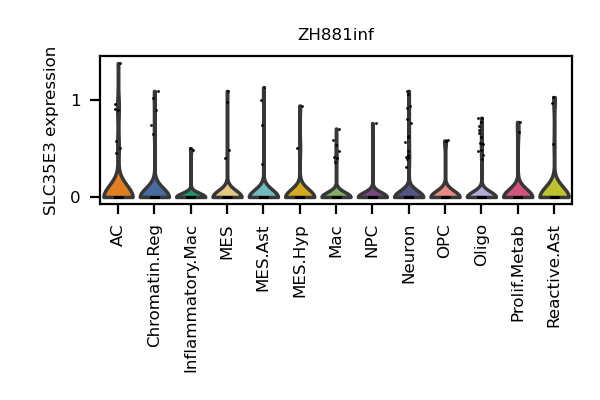 ZH881inf
SLC35E3 expression
1
0
AC
Chromatin.Reg
Inflammatory.Mac
MES
MES.Ast
MES.Hyp
Mac
NPC
Neuron
OPC
Oligo
Prolif.Metab
Reactive.Ast